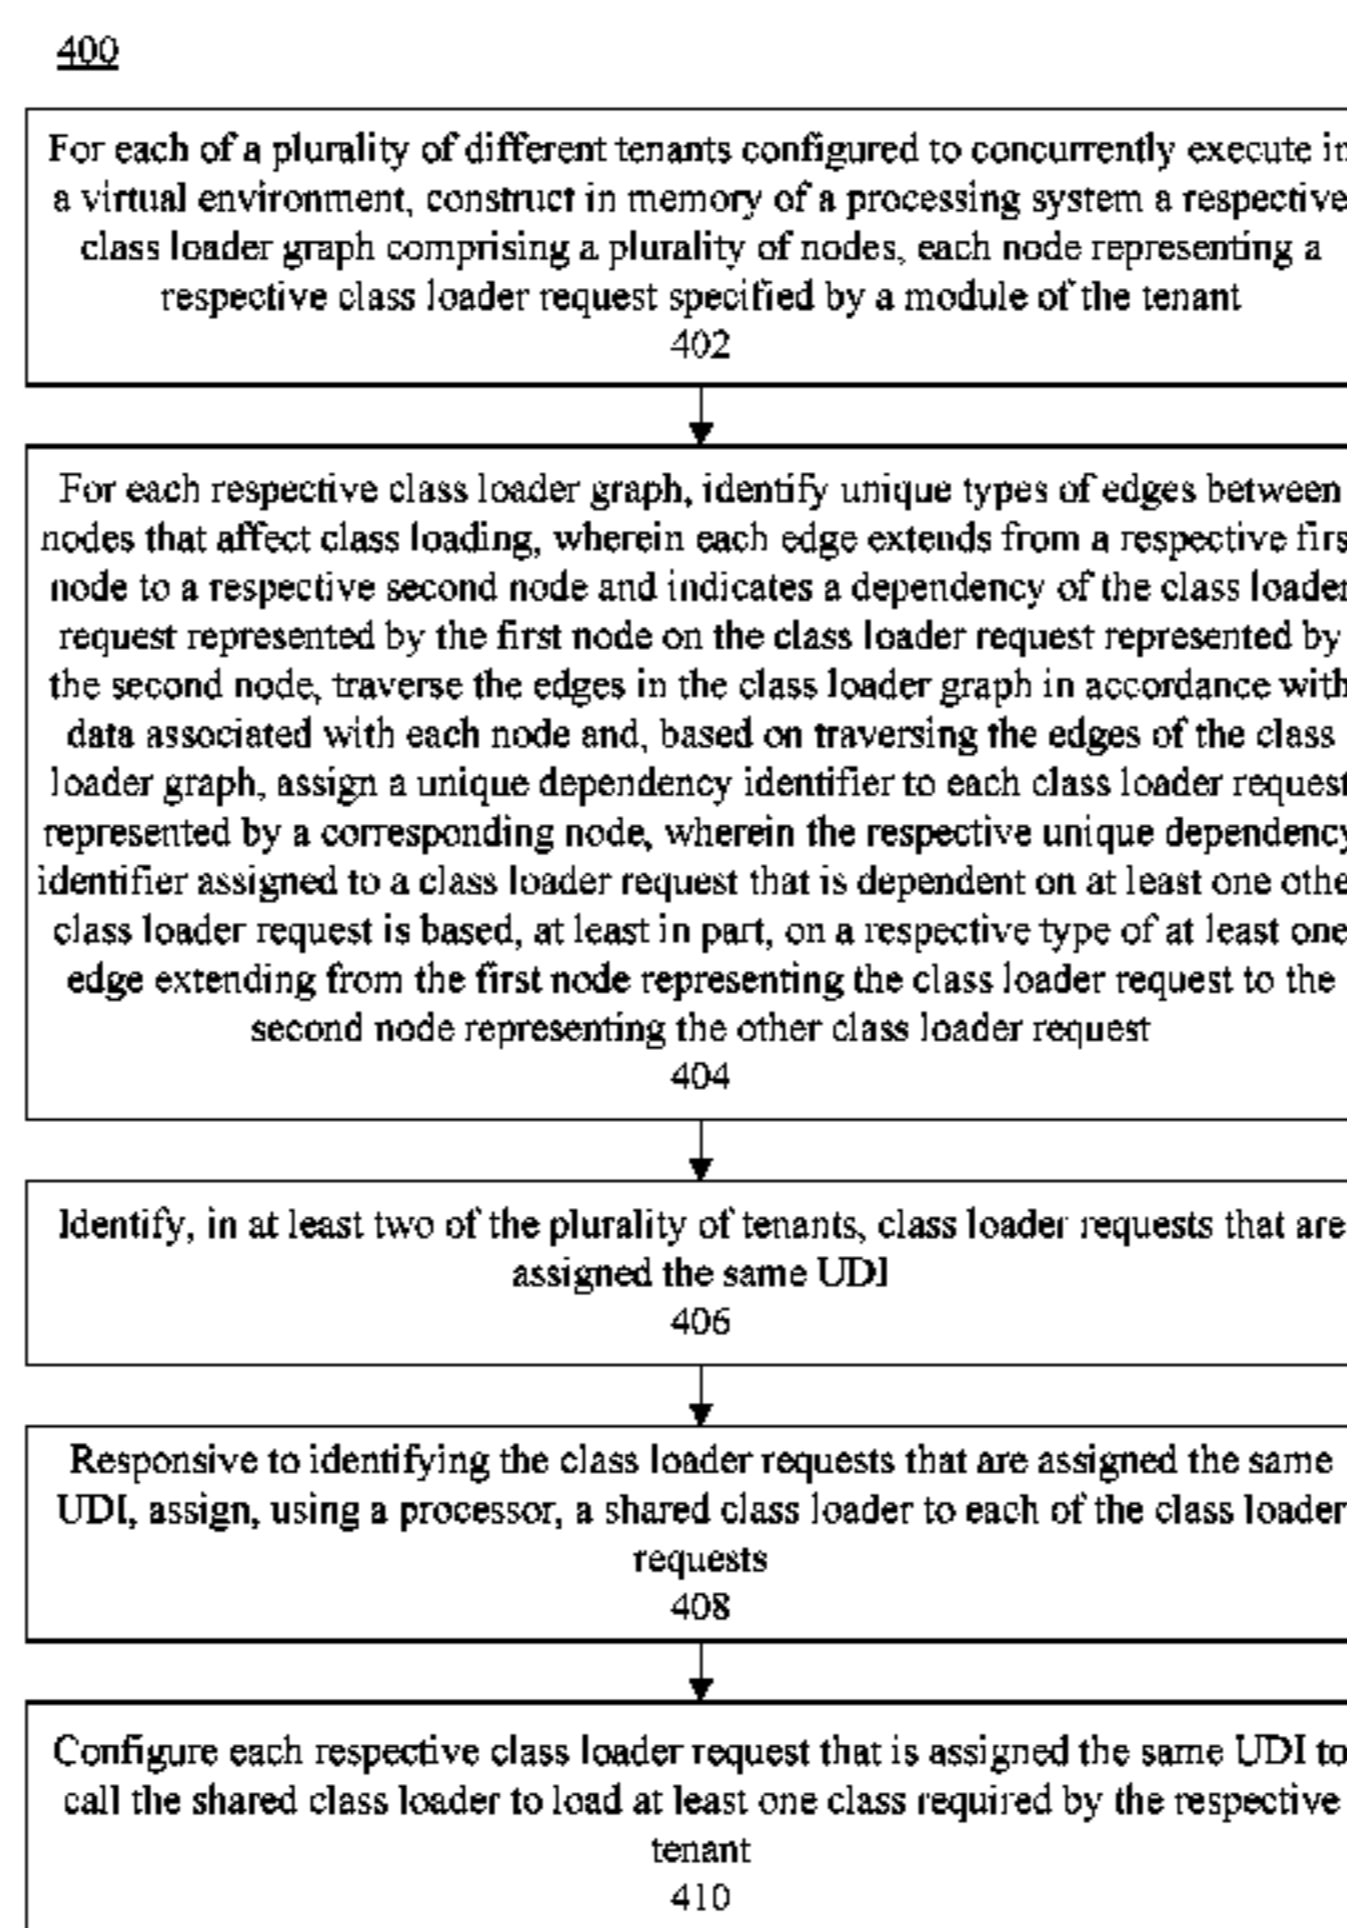 400
For each of a plurality of different tenants configured to concurrently execute in
a virtual environment, construct in memory of a processing system a respective
class loader graph comprising a plurality of nodes, each node representing a
respective class loader request specified by a module of the tenant
402
For each respective class loader graph, identify unique types of edges between
nodes that affect class loading, wherein each edge extends from a respective firs
node to a respective second node and indicates a dependency of the class loader
request represented by the first node on the class loader request represented by
the second node, traverse the edges in the class loader graph in accordance with
data associated with each node and, based on traversing the edges of the class
loader graph, assign a unique dependency identifier to each class loader request
represented by a corresponding node, wherein the respective unique dependency
identifier assigned to a class loader request that is dependent on at least one othe
class loader request is based, at least in part, on a respective type of at least one
edge extending from the first node representing the class loader request to the
second node representing the other class loader request
404
Identify, in at least two of the plurality of tenants, class loader requests that are
assigned the same UDI
406
Responsive to identifying the class loader requests that are assigned the same
UDI, assign, using a processor, a shared class loader to each of the class loader
requests
408
Configure each respective class loader request that is assigned the same UDI to
call the shared class loader to load at least one class required by the respective
tenant
410